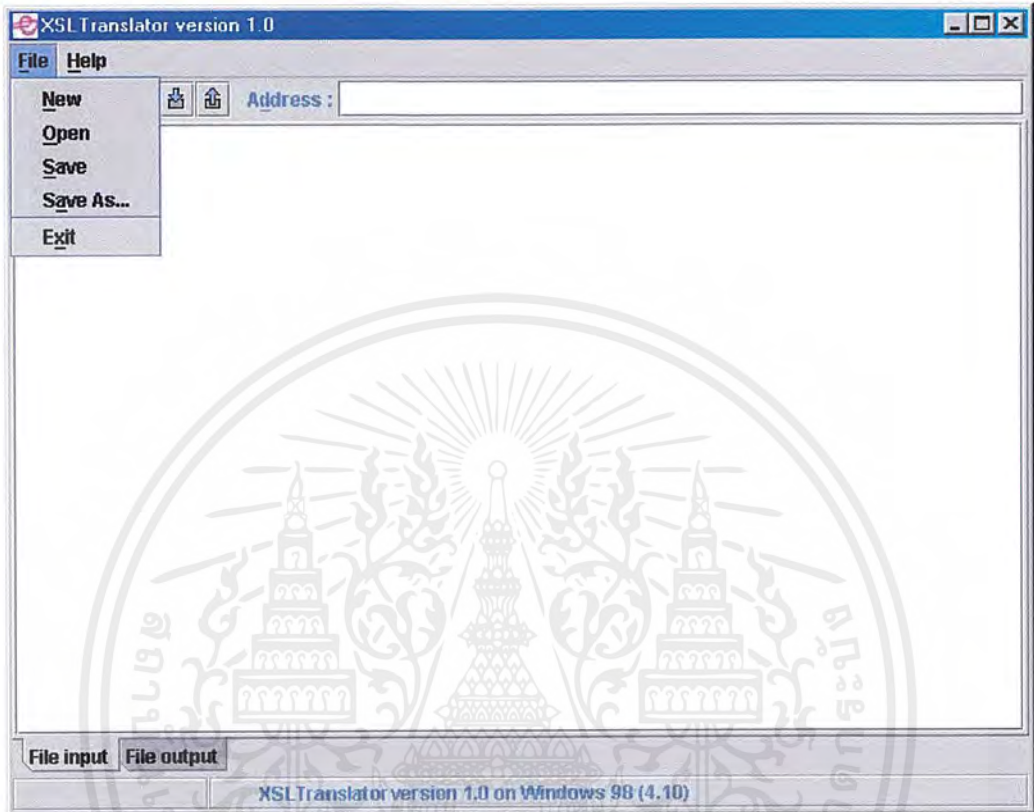 XSLTranslator version 1.0
File Help
New
Open
Save
Save As...
Exit
Address :
File input File output
XSLTranslator version 1.0 on Windows 98 (4.10)